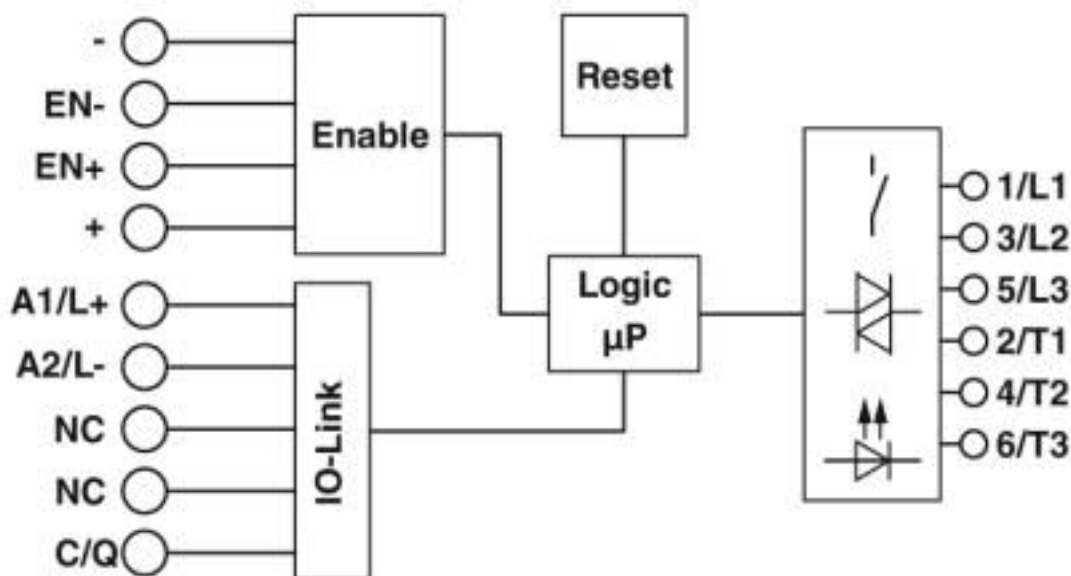 -
EN-
EN+
+
Enable
Reset
A1/L+
A2/L-
NC
NC
C/Q
IO-Link
Logic
µP
1/L1
3/L2
5/L3
2/T1
4/T2
6/T3